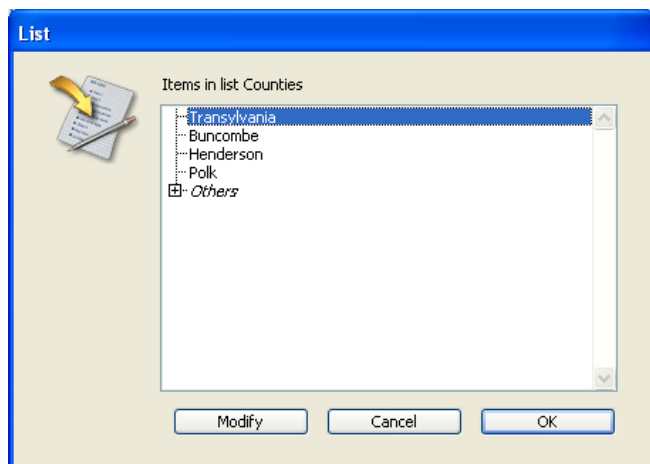 List
Items in list Counties
Transylvania
Buncombe
Henderson
Polk
Others
Modify Cancel OK